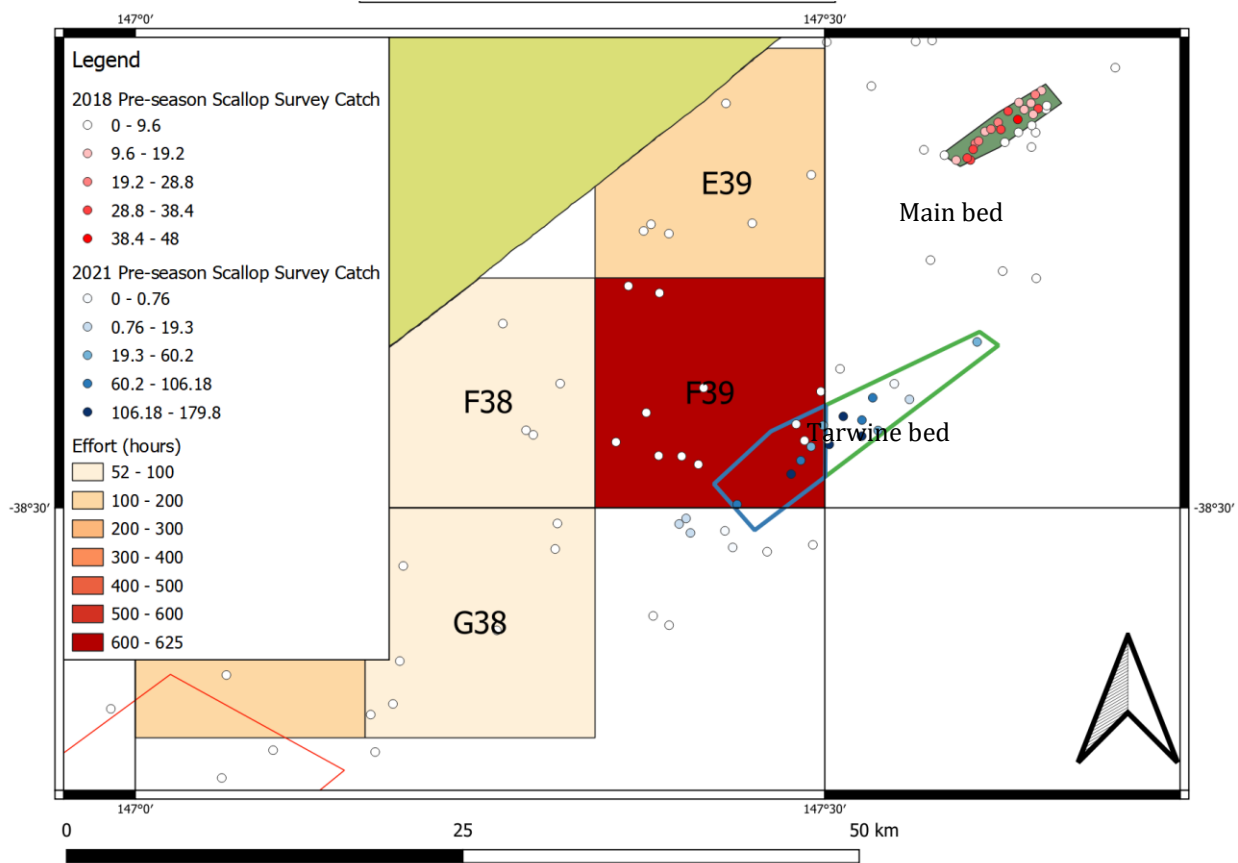 147°0′ 147°30′
Legend
2018 Pre-season Scallop Survey Catch
0 - 9.6
9.6 - 19.2
19.2 - 28.8
28.8 - 38.4
38.4 - 48
2021 Pre-season Scallop Survey Catch
0 - 0.76
0.76 - 19.3
19.3 - 60.2
60.2 - 106.18
106.18 - 179.8
Effort (hours)
52 - 100
100 - 200
200 - 300
300 - 400
400 - 500
500 - 600
600 - 625
E39
Main bed
F38
F39
Tarwine bed
-38°30′ -38°30′
G38
147°0′ 147°30′
0 25 50 km